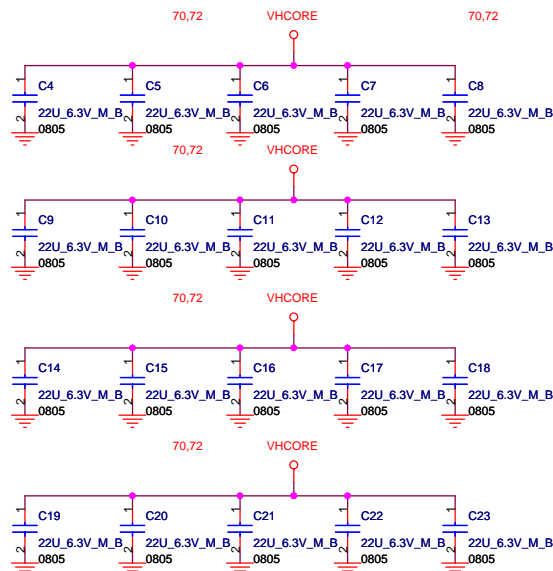 70,72 VHCORE 70,72
1 1 1 1 1
C4 C5 C6 C7 C8
2 2 2 2 2
22U_6.3V_M_B 22U_6.3V_M_B 22U_6.3V_M_B 22U_6.3V_M_B 22U_6.3V_M_B
0805 0805 0805 0805 0805
70,72 VHCORE
1 1 1 1 1
C9 C10 C11 C12 C13
2 2 2 2 2
22U_6.3V_M_B 22U_6.3V_M_B 22U_6.3V_M_B 22U_6.3V_M_B 22U_6.3V_M_B
0805 0805 0805 0805 0805
70,72 VHCORE
1 1 1 1 1
C14 C15 C16 C17 C18
2 2 2 2 2
22U_6.3V_M_B 22U_6.3V_M_B 22U_6.3V_M_B 22U_6.3V_M_B 22U_6.3V_M_B
0805 0805 0805 0805 0805
70,72 VHCORE
1 1 1 1 1
C19 C20 C21 C22 C23
2 2 2 2 2
22U_6.3V_M_B 22U_6.3V_M_B 22U_6.3V_M_B 22U_6.3V_M_B 22U_6.3V_M_B
0805 0805 0805 0805 0805